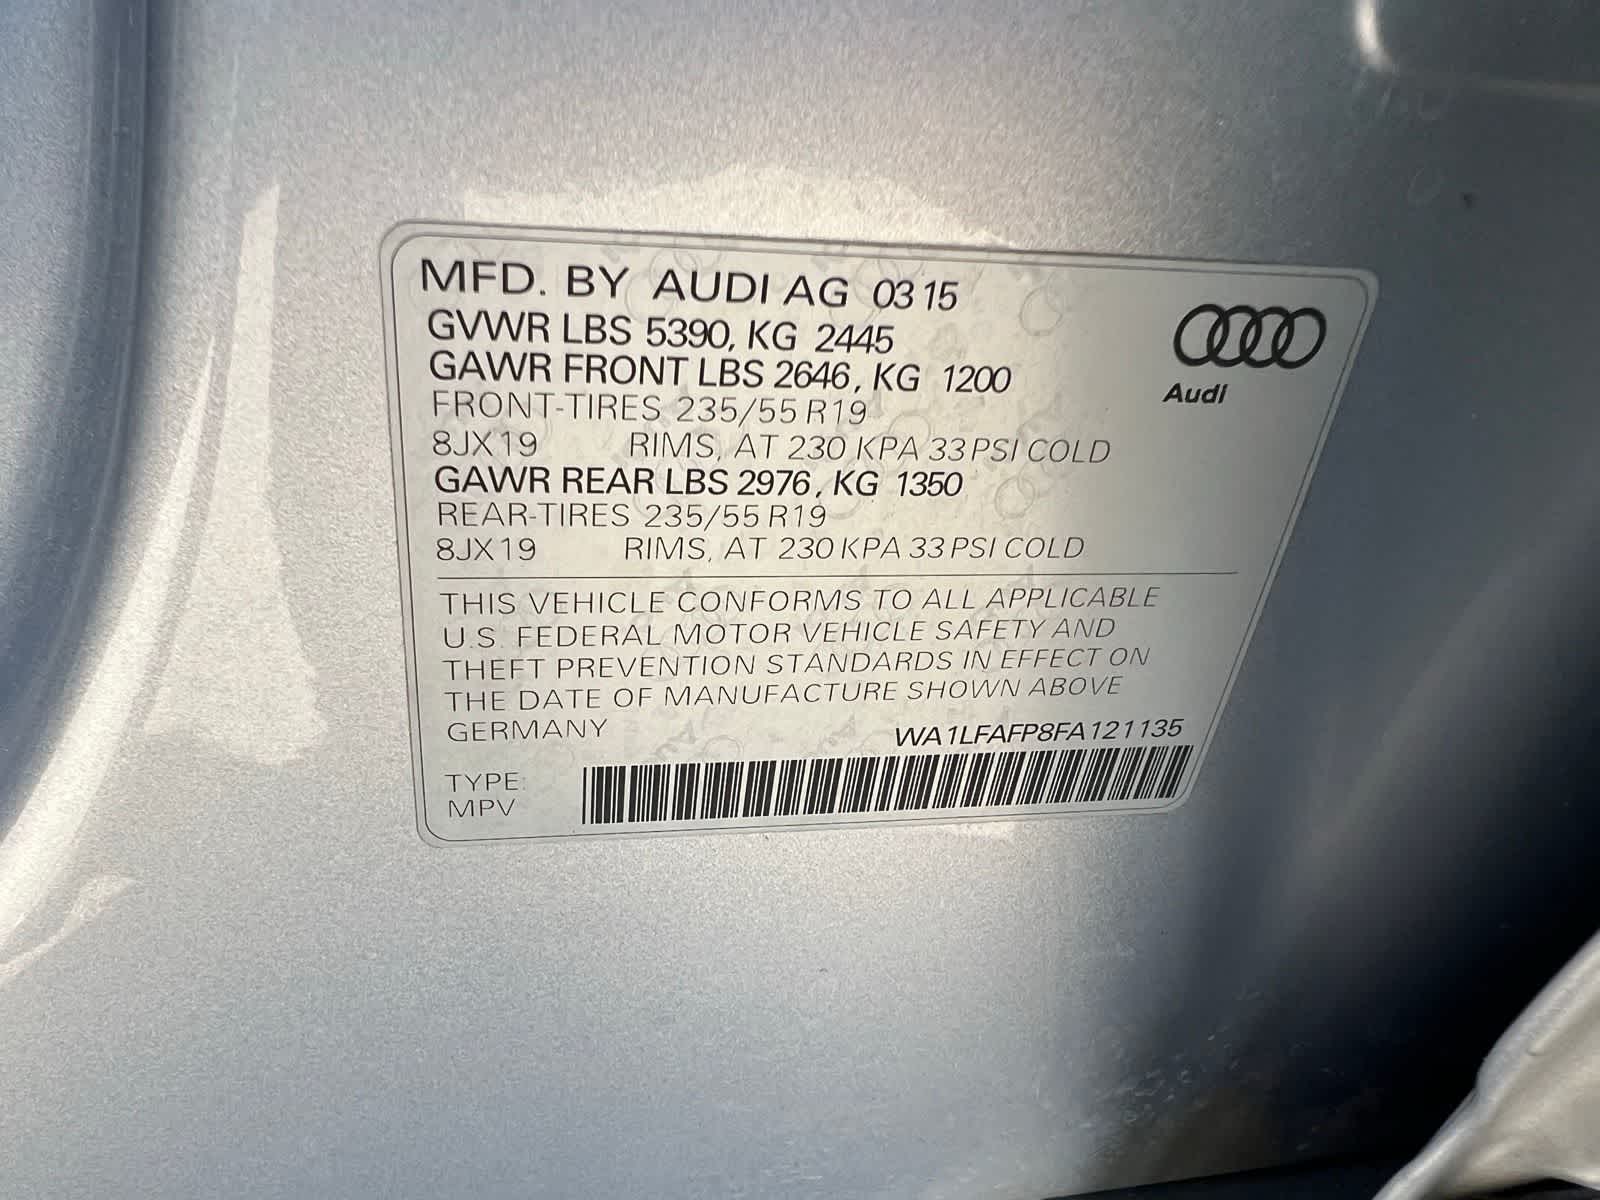 MFD. BY AUDI AG 03 15
GVWR LBS 5390, KG 2445
GAWR FRONT LBS 2646, KG 1200
FRONT-TIRES 235/55 R19
8JX19 RIMS, AT 230 KPA 33 PSI COLD
GAWR REAR LBS 2976, KG 1350
REAR-TIRES 235/55 R19
8JX19 RIMS, AT 230 KPA 33 PSI COLD
Audi
THIS VEHICLE CONFORMS TO ALL APPLICABLE
U.S. FEDERAL MOTOR VEHICLE SAFETY AND
THEFT PREVENTION STANDARDS IN EFFECT ON
THE DATE OF MANUFACTURE SHOWN ABOVE
GERMANY WA1LFAFP8FA121135
TYPE:
MPV